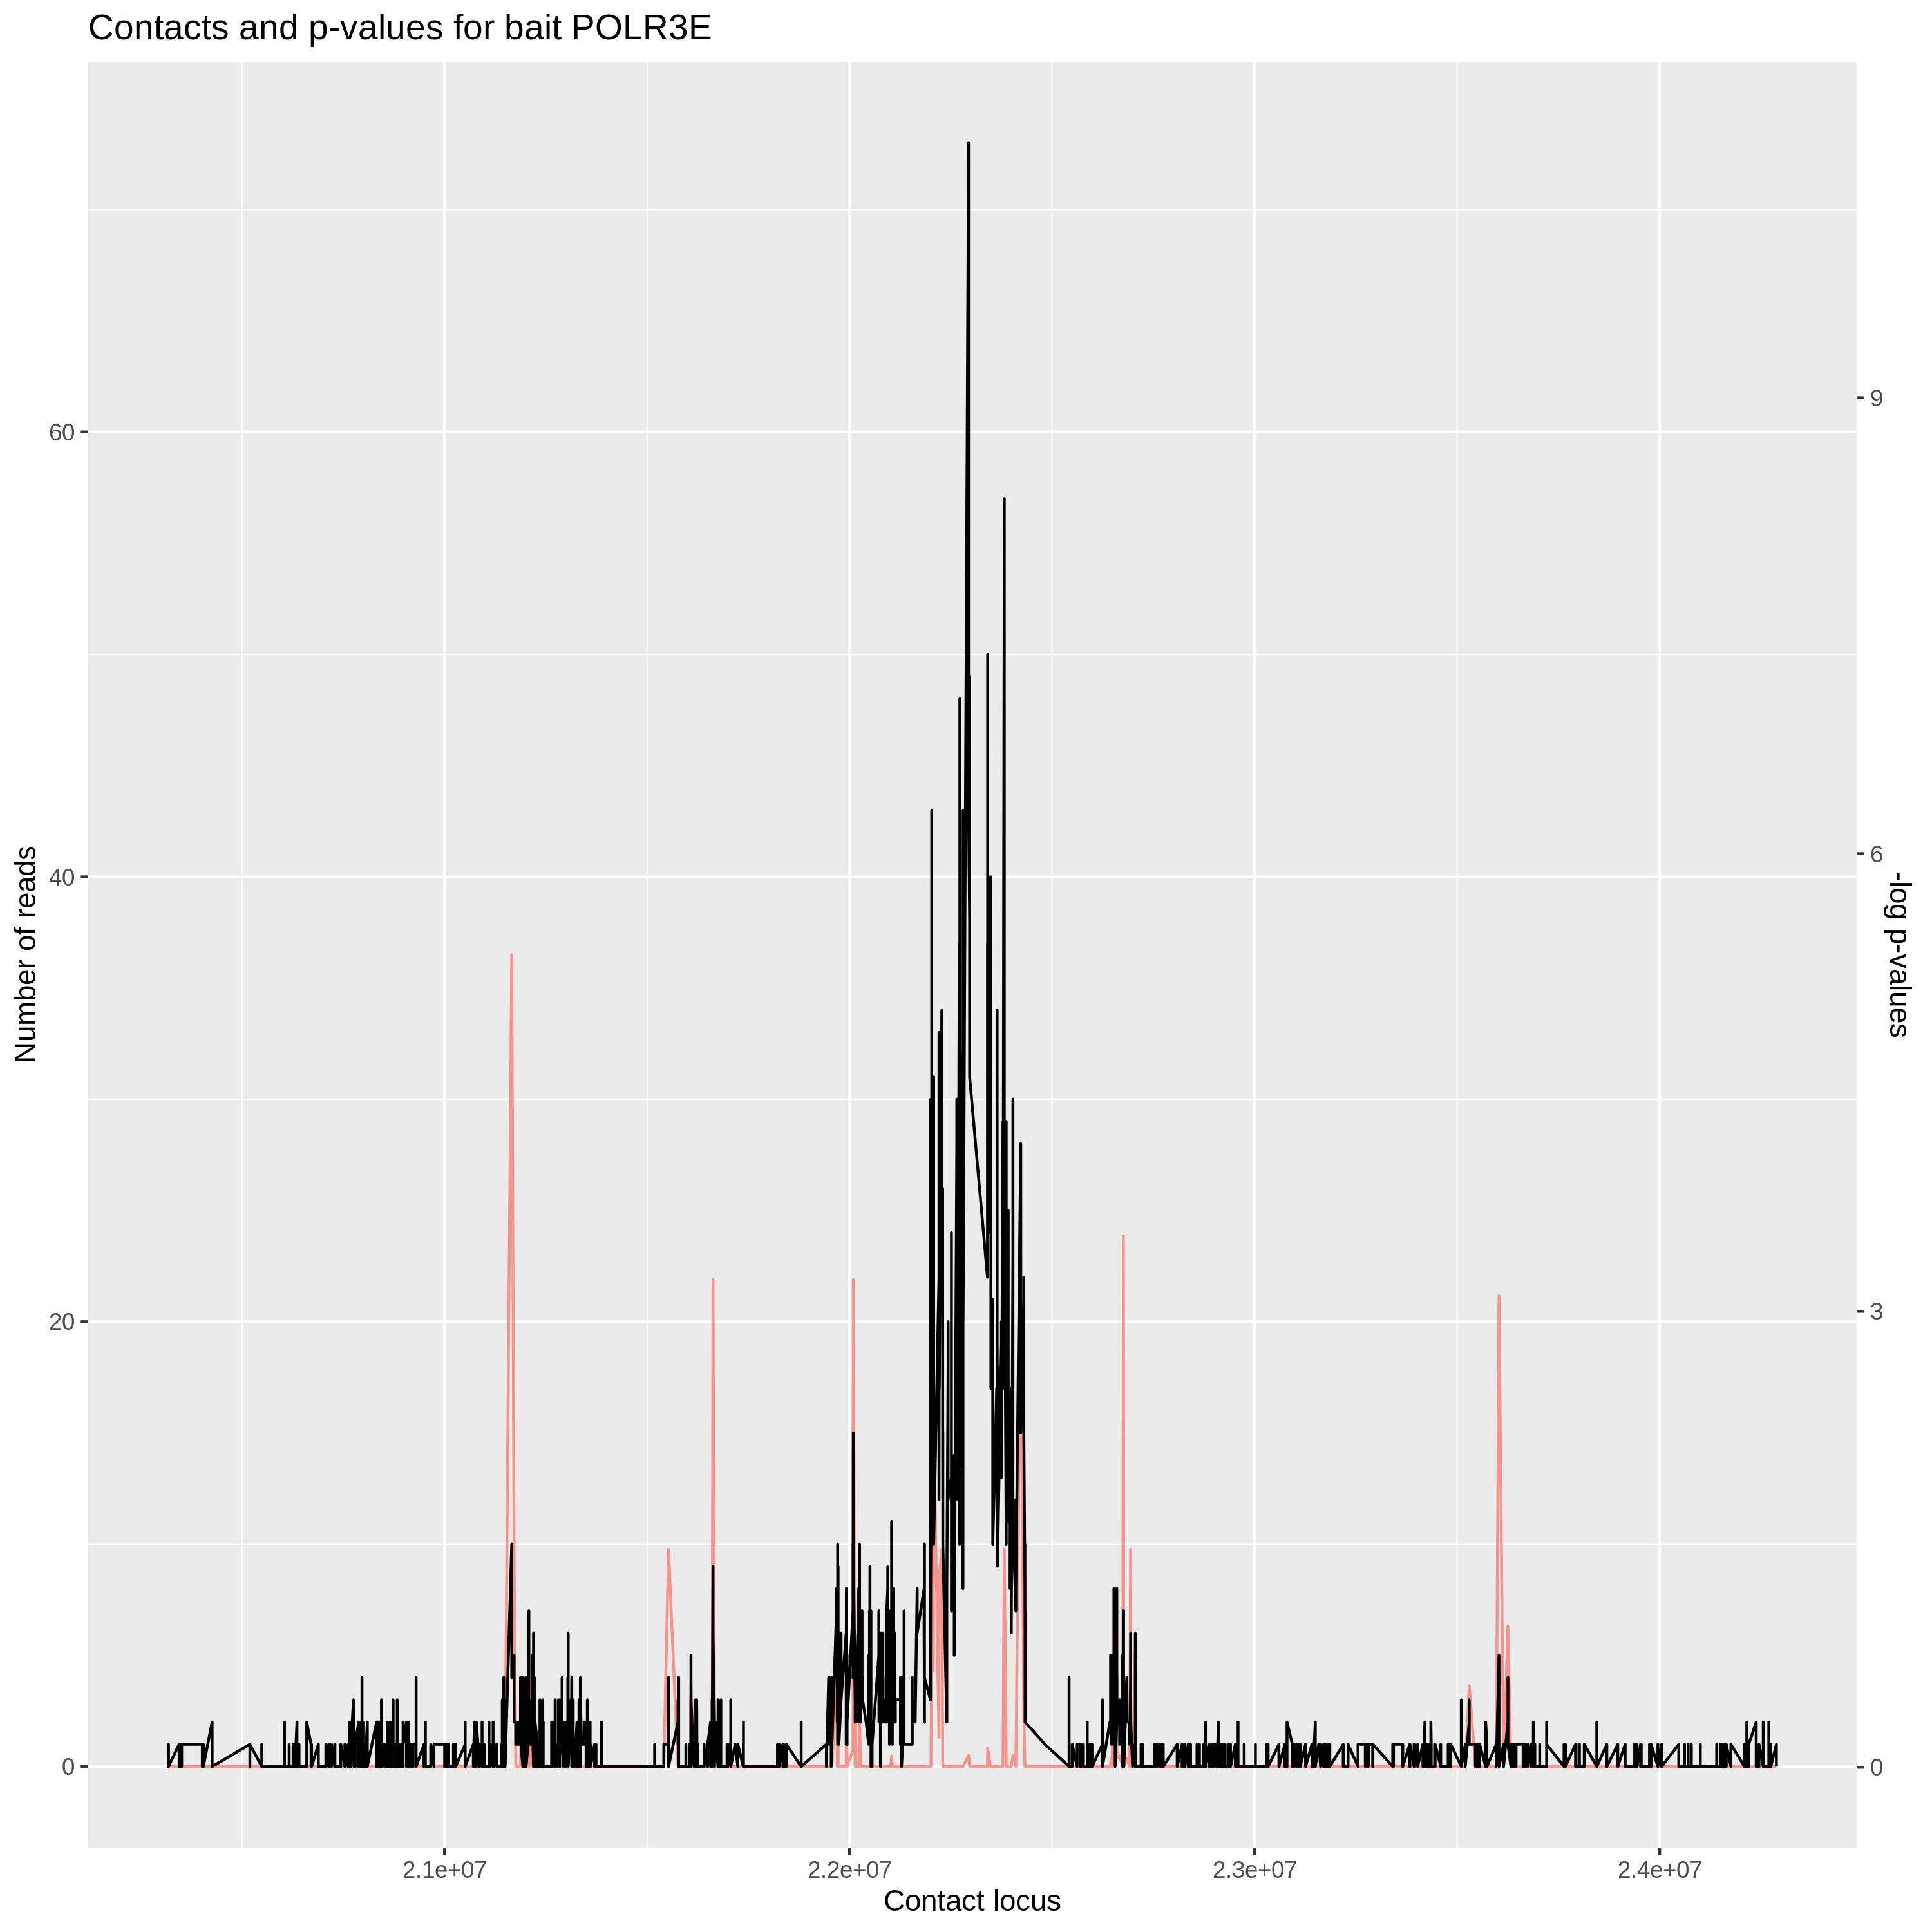 Contacts and p-values for bait POLR3E
60
40
20
0
Number of reads
9
6
3
0
-log p-values
2.1e+07
2.2e+07
2.3e+07
2.4e+07
Contact locus